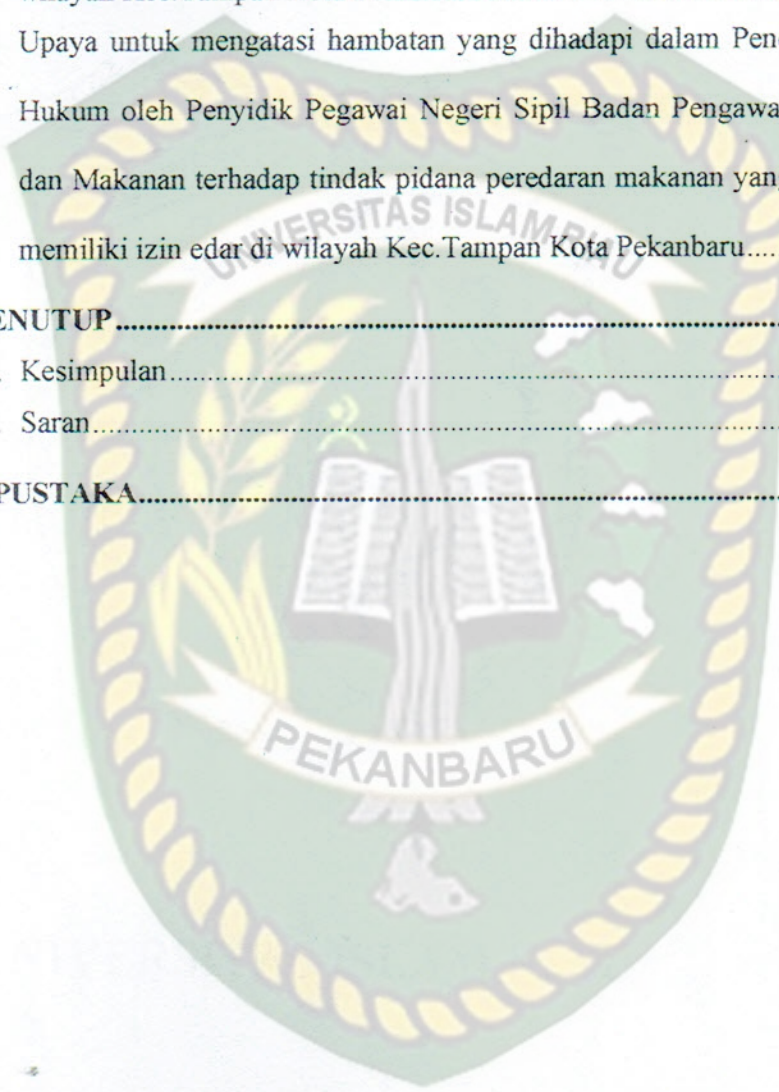 Upaya untuk mengatasi hambatan yang dihadapi dalam Pene
Hukum oleh Penyidik Pegawai Negeri Sipil Badan Pengawa
dan Makanan terhadap tindak pidana peredaran makanan yan
UNIVERSITAS ISLAM RIAU
memiliki izin edar di wilayah Kec.Tampan Kota Pekanbaru.....
ENUTUP..........
. Kesimpulan..........
. Saran..........
PUSTAKA..........
PEKANBARU